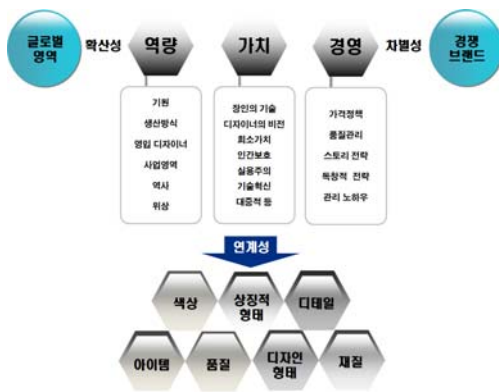 글로벌
영역
확산성
역량
가치
경영
차별성
경쟁
브랜드
기원
생산방식
영입 디자이너
사업영역
역사
위상
장인의 기술
디자이너의 비전
희소가치
인간보호
실용주의
기술혁신
대중적 등
가격정책
품질관리
스토리 전략
독창적 전략
관리 노하우
연계성
색상
상징적
형태
디테일
아이템
품질
디자인
형태
재질